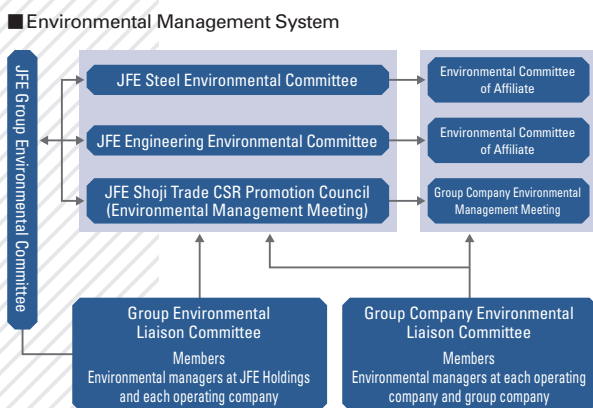 ■Environmental Management System
JFE Group Environmental Committee
JFE Steel Environmental Committee
Environmental Committee
of Affiliate
JFE Engineering Environmental Committee
Environmental Committee
of Affiliate
JFE Shoji Trade CSR Promotion Council
(Environmental Management Meeting)
Group Company Environmental
Management Meeting
Group Environmental
Liaison Committee
Members
Environmental managers at JFE Holdings
and each operating company
Group Company Environmental
Liaison Committee
Members
Environmental managers at each operating
company and group company